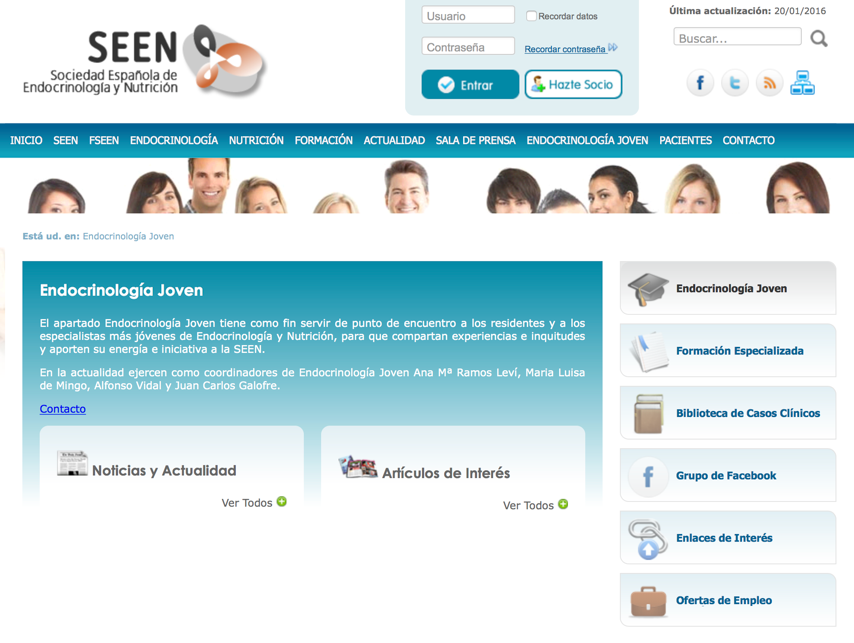 SEEN
Sociedad Española de
Endocrinología y Nutrición
Usuario
Recordar datos
Contraseña
Recordar contraseña
Entrar
Hazte Socio
Última actualización: 20/01/2016
Buscar...
INICIO SEEN FSEEN ENDOCRINOLOGÍA NUTRICIÓN FORMACIÓN ACTUALIDAD SALA DE PRENSA ENDOCRINOLOGÍA JOVEN PACIENTES CONTACTO
Está ud. en: Endocrinología Joven
Endocrinología Joven
El apartado Endocrinología Joven tiene como fin servir de punto de encuentro a los residentes y a los
especialistas más jóvenes de Endocrinología y Nutrición, para que compartan experiencias e inquitudes
y aporten su energía e iniciativa a la SEEN.
En la actualidad ejercen como coordinadores de Endocrinología Joven Ana Mª Ramos Leví, Maria Luisa
de Mingo, Alfonso Vidal y Juan Carlos Galofre.
Contacto
Noticias y Actualidad
Ver Todos
Artículos de Interés
Ver Todos
Endocrinología Joven
Formación Especializada
Biblioteca de Casos Clínicos
Grupo de Facebook
Enlaces de Interés
Ofertas de Empleo